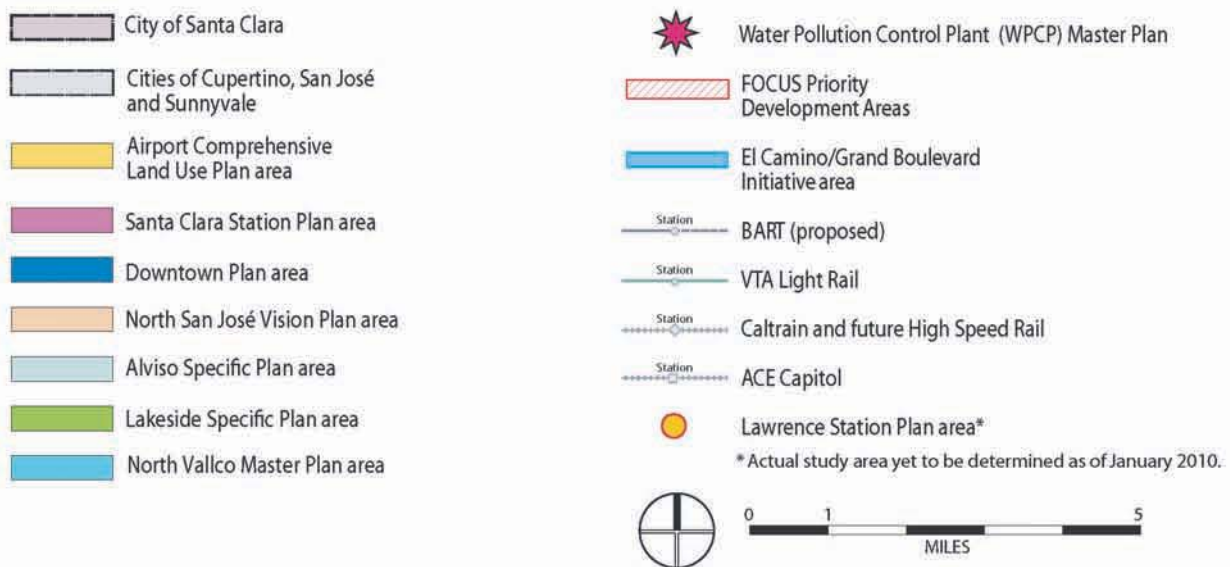 City of Santa Clara
Cities of Cupertino, San José
and Sunnyvale
Airport Comprehensive
Land Use Plan area
Santa Clara Station Plan area
Downtown Plan area
North San José Vision Plan area
Alviso Specific Plan area
Lakeside Specific Plan area
North Vallco Master Plan area
Water Pollution Control Plant (WPCP) Master Plan
FOCUS Priority
Development Areas
El Camino/Grand Boulevard
Initiative area
Station
BART (proposed)
Station
VTA Light Rail
Station
Caltrain and future High Speed Rail
Station
ACE Capitol
Lawrence Station Plan area*
* Actual study area yet to be determined as of January 2010.
0 1 5
MILES